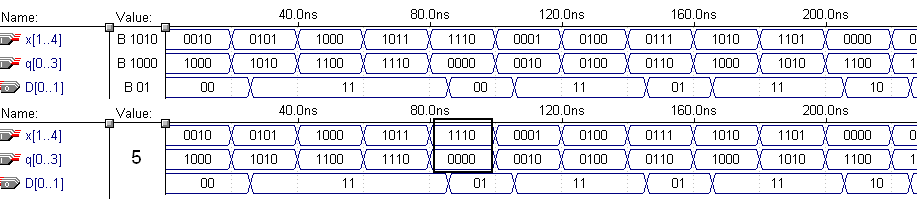 Name: Value: 40.0ns 80.0ns 120.0ns 160.0ns 200.0ns
x[1..4] B 1010 0010 0101 1000 1011 1110 0001 0100 0111 1010 1101 0000 0
q[0..3] B 1000 1000 1010 1100 1110 0000 0010 0100 0110 1000 1010 1100 1
D[0..1] B 01 00 11 00 11 01 11 10
Name: Value: 40.0ns 80.0ns 120.0ns 160.0ns 200.0ns
x[1..4] 0010 0101 1000 1011 1110 0001 0100 0111 1010 1101 0000 0
q[0..3] 5 1000 1010 1100 1110 0000 0010 0100 0110 1000 1010 1100 1
D[0..1] 00 11 01 11 01 11 10